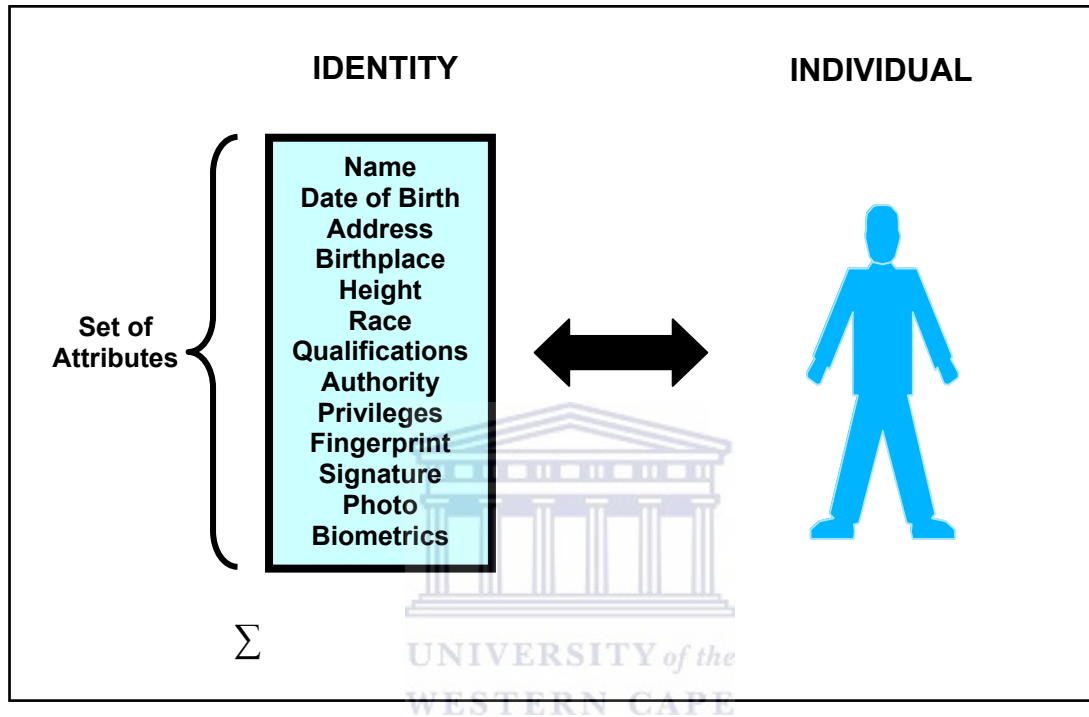 IDENTITY
INDIVIDUAL
Set of
Attributes
Name
Date of Birth
Address
Birthplace
Height
Race
Qualifications
Authority
Privileges
Fingerprint
Signature
Photo
Biometrics
∑
UNIVERSITY of the
WESTERN CAPE